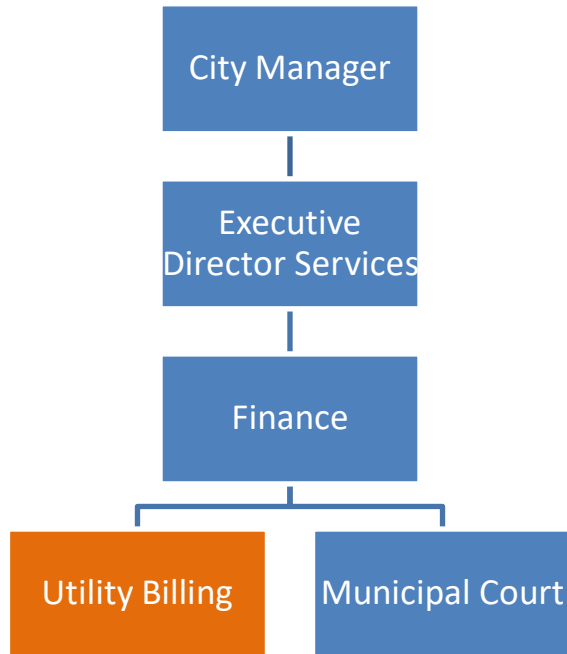 City Manager
Executive
Director Services
Finance
Utility Billing
Municipal Court